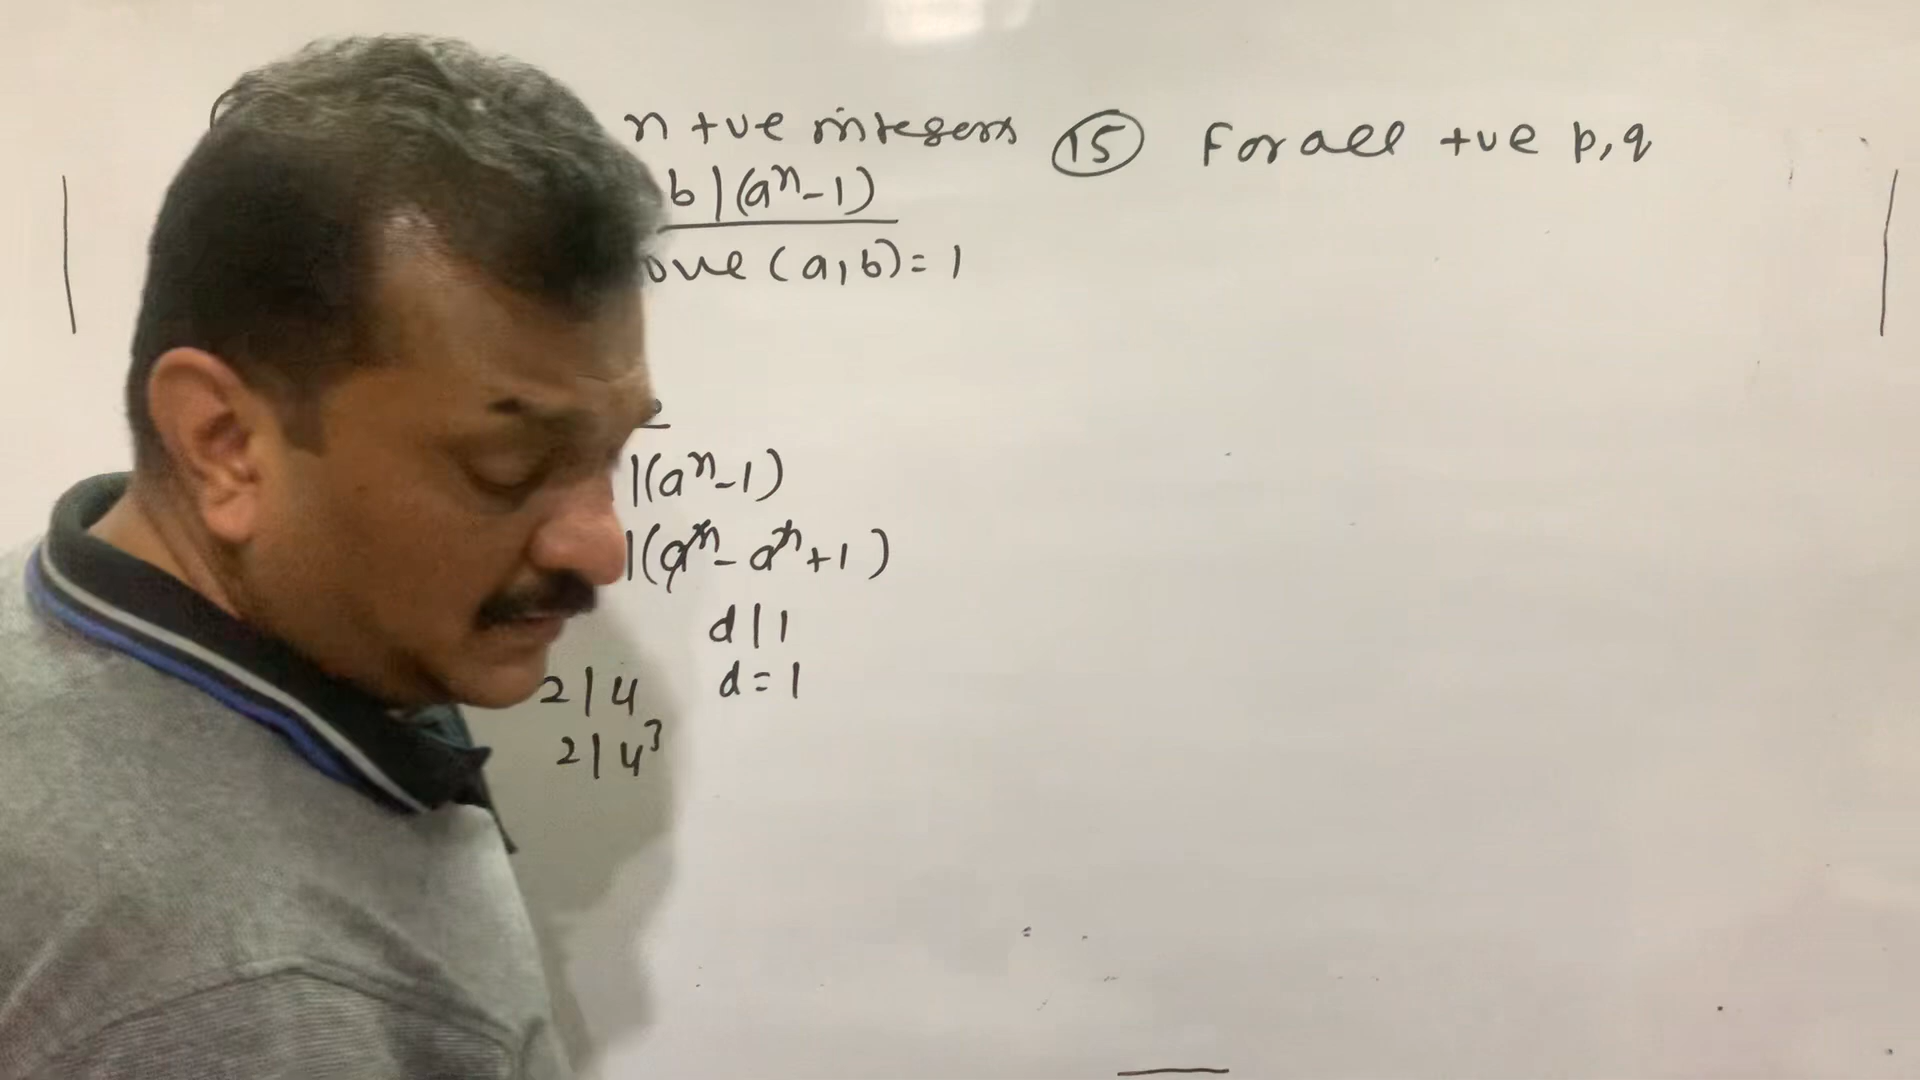 n +ve integers
b | (aⁿ-1)
ove (a, b) = 1
|(aⁿ-1)
|(aⁿ - aⁿ + 1)
d | 1
d = 1
2 | 4
2 | 4³
15 For all +ve p, q